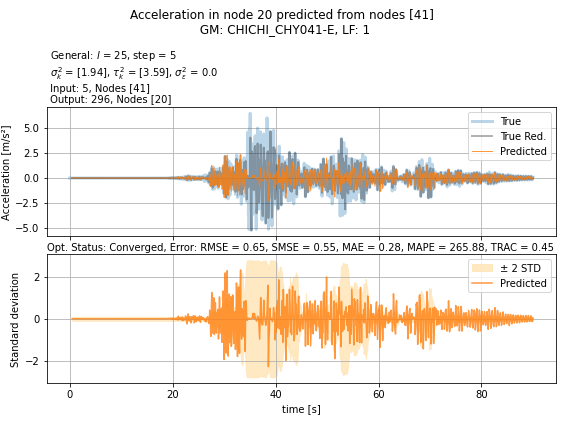 Acceleration in node 20 predicted from nodes [41]
GM: CHICHI_CHY041-E, LF: 1
General: l = 25, step = 5
σ²ₖ = [1.94], τ²ₖ = [3.59], σ²ε = 0.0
Input: 5, Nodes [41]
Output: 296, Nodes [20]
Acceleration [m/s²]
5.0
2.5
0.0
−2.5
−5.0
True
True Red.
Predicted
Opt. Status: Converged, Error: RMSE = 0.65, SMSE = 0.55, MAE = 0.28, MAPE = 265.88, TRAC = 0.45
Standard deviation
2
0
−2
± 2 STD
Predicted
0 20 40 60 80
time [s]